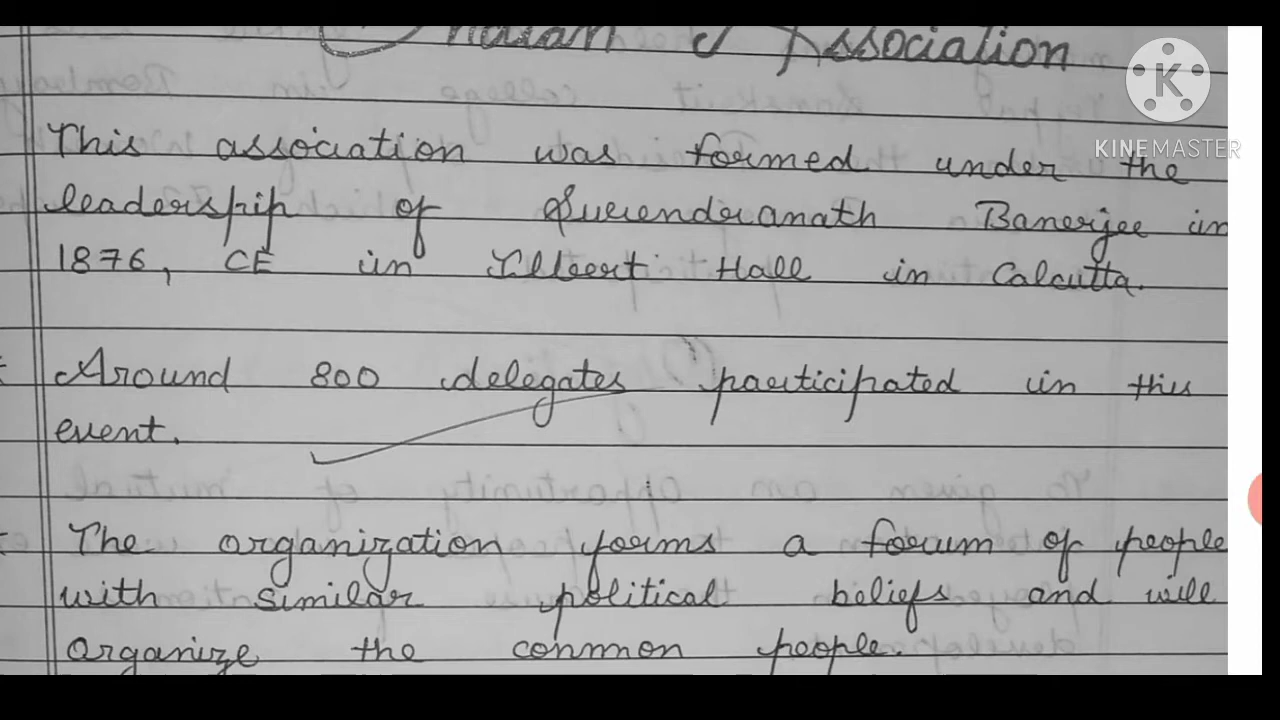 Indian Association
K
KINEMASTER
This association was formed under the
leadership of Surendranath Banerjee in
1876, CE in Ilbert Hall in Calcutta.
Around 800 delegates participated in this
event.
The organization forms a forum of people
with similar political beliefs and will
organize the common people.